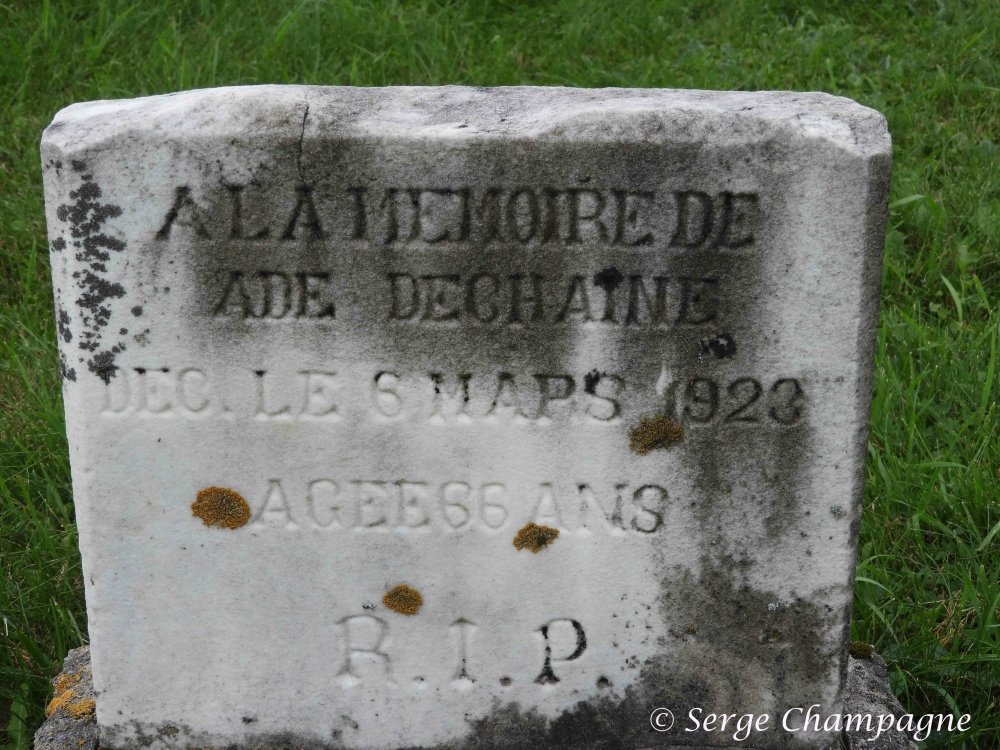 A LA MEMOIRE DE
ADE DECHAINE
DEC. LE 6 MARS 1923
AGEE 66 ANS
R.I.P.
© Serge Champagne